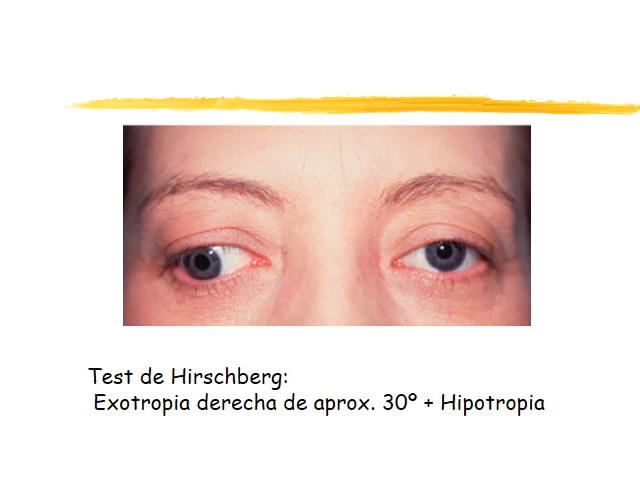 Test de Hirschberg:
Exotropia derecha de aprox. 30º + Hipotropia